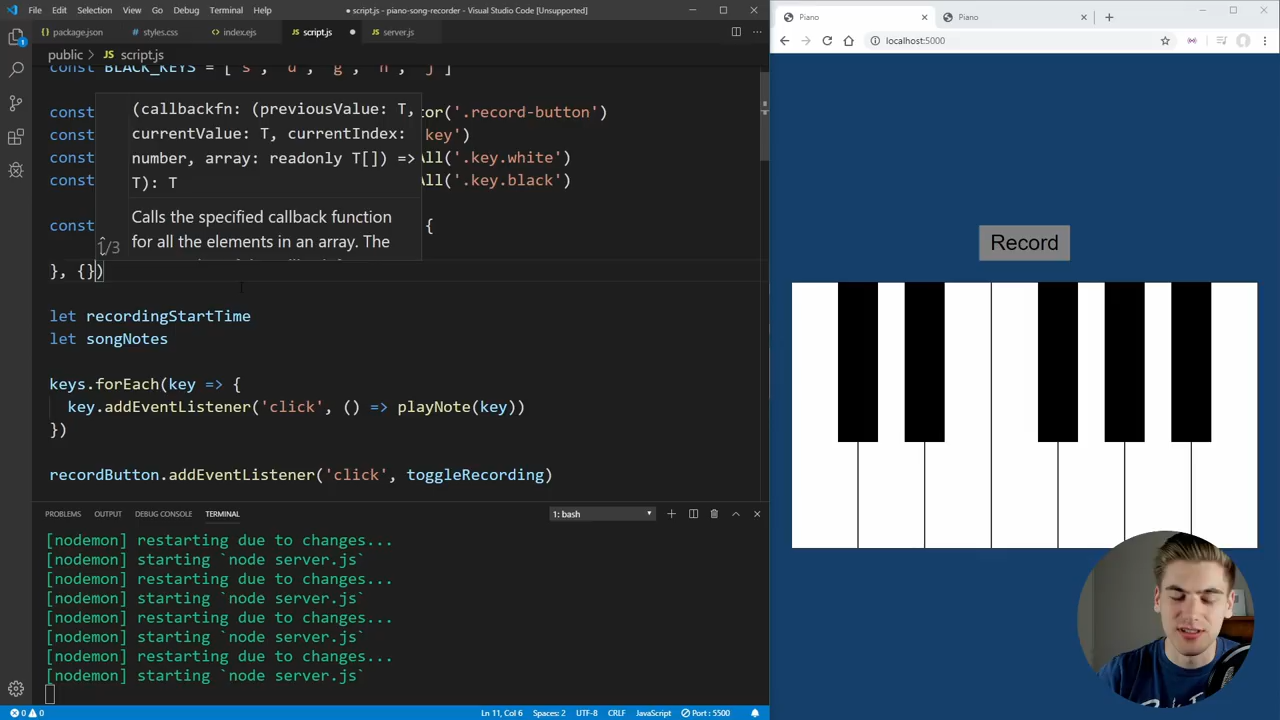 File Edit Selection View Go Debug Terminal Help
● script.js - piano-song-recorder - Visual Studio Code [Unsupported]
package.json styles.css index.ejs script.js server.js
public > script.js
const BLACK_KEYS = ['s', 'd', 'g', 'h', 'j']
const tor('.record-button')
const key')
const All('.key.white')
const All('.key.black')
const {
(callbackfn: (previousValue: T,
currentValue: T, currentIndex:
number, array: readonly T[]) =>
T): T
Calls the specified callback function
for all the elements in an array. The
1/3
}, {})
let recordingStartTime
let songNotes
keys.forEach(key => {
key.addEventListener('click', () => playNote(key))
})
recordButton.addEventListener('click', toggleRecording)
PROBLEMS OUTPUT DEBUG CONSOLE TERMINAL 1: bash
[nodemon] restarting due to changes...
[nodemon] starting `node server.js`
[nodemon] restarting due to changes...
[nodemon] starting `node server.js`
[nodemon] restarting due to changes...
[nodemon] starting `node server.js`
[nodemon] restarting due to changes...
[nodemon] starting `node server.js`
0 0 Ln 11, Col 6 Spaces: 2 UTF-8 CRLF JavaScript Port : 5500
1
Piano Piano
localhost:5000
Record